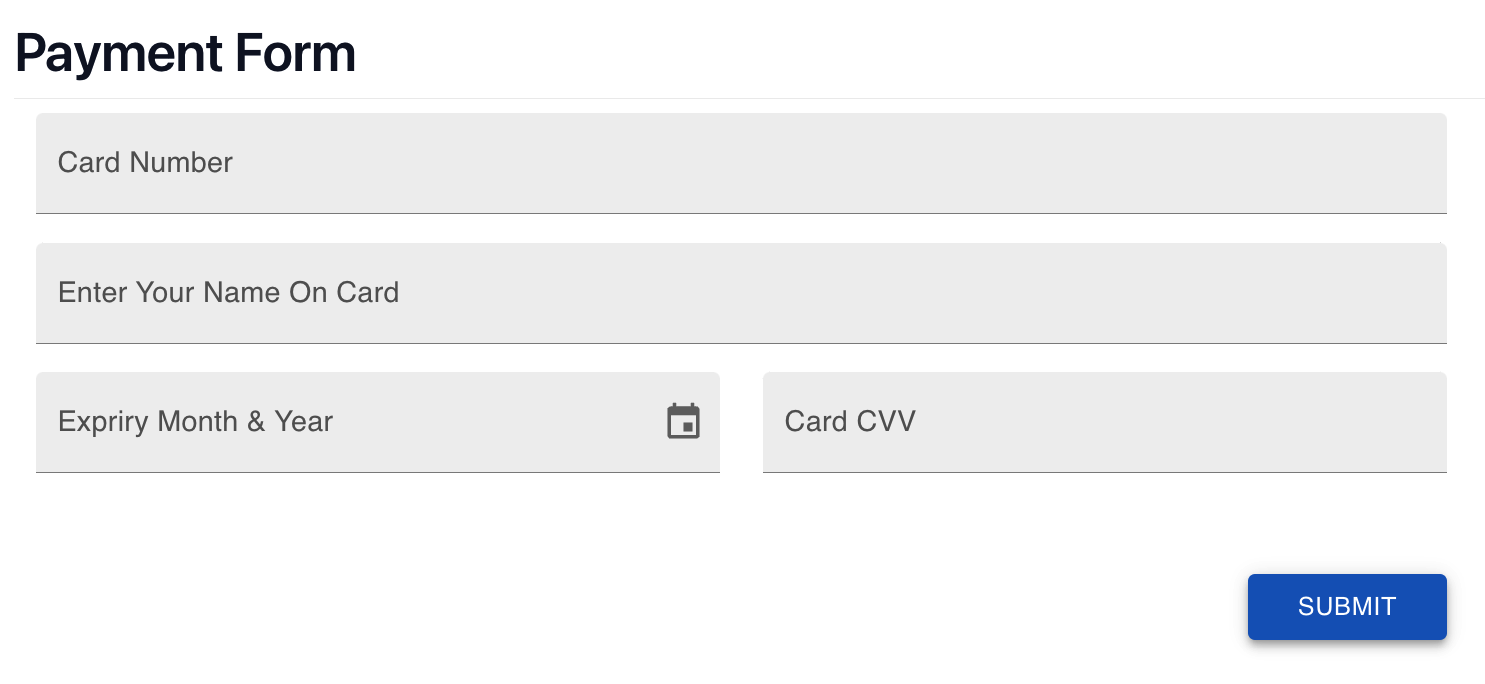 Payment Form
Card Number
Enter Your Name On Card
Expriry Month & Year
Card CVV
SUBMIT